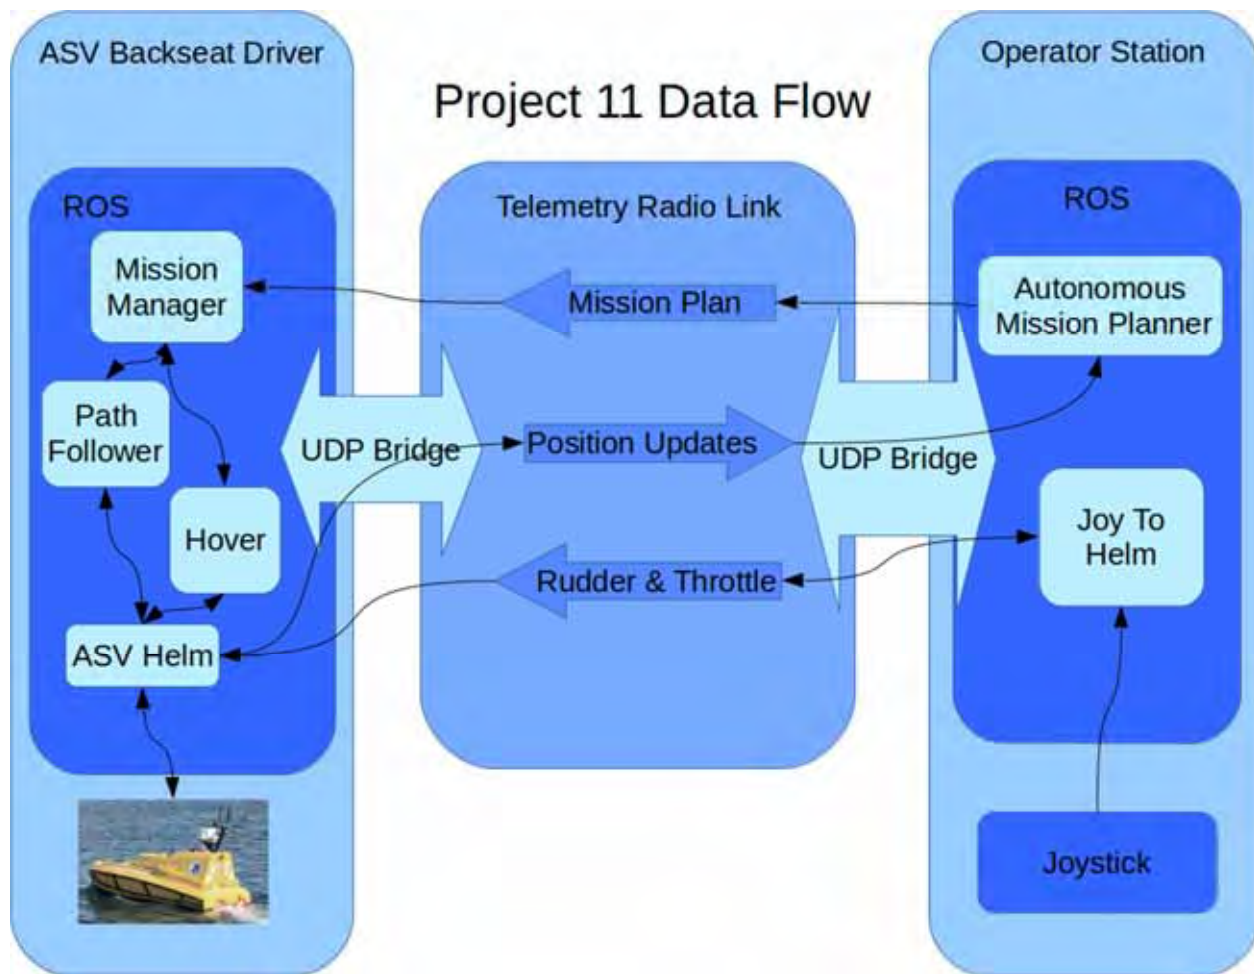 ASV Backseat Driver
Operator Station
Project 11 Data Flow
ROS
Mission
Manager
Path
Follower
Hover
ASV Helm
UDP Bridge
Telemetry Radio Link
Mission Plan
Position Updates
Rudder & Throttle
UDP Bridge
ROS
Autonomous
Mission Planner
Joy To
Helm
Joystick